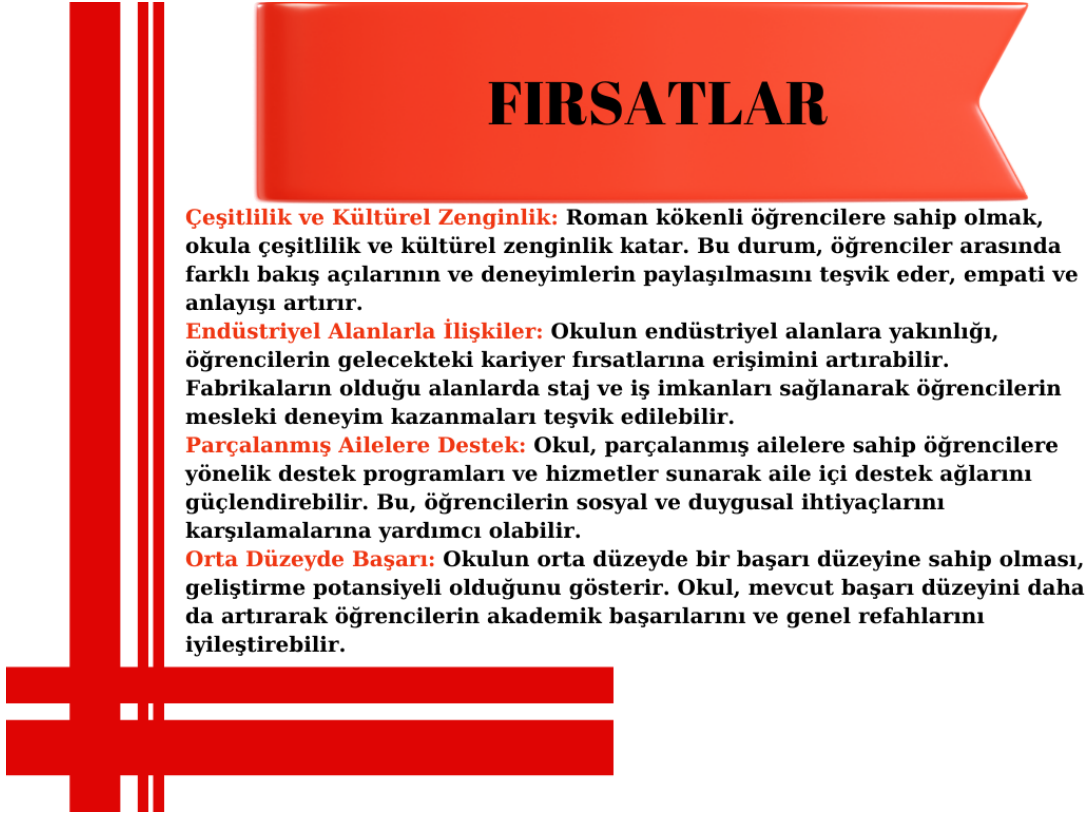 FIRSATLAR
Çeşitlilik ve Kültürel Zenginlik: Roman kökenli öğrencilere sahip olmak,
okula çeşitlilik ve kültürel zenginlik katar. Bu durum, öğrenciler arasında
farklı bakış açılarının ve deneyimlerin paylaşılmasını teşvik eder, empati ve
anlayışı artırır.
Endüstriyel Alanlarla İlişkiler: Okulun endüstriyel alanlara yakınlığı,
öğrencilerin gelecekteki kariyer fırsatlarına erişimini artırabilir.
Fabrikaların olduğu alanlarda staj ve iş imkanları sağlanarak öğrencilerin
mesleki deneyim kazanmaları teşvik edilebilir.
Parçalanmış Ailelere Destek: Okul, parçalanmış ailelere sahip öğrencilere
yönelik destek programları ve hizmetler sunarak aile içi destek ağlarını
güçlendirebilir. Bu, öğrencilerin sosyal ve duygusal ihtiyaçlarını
karşılamalarına yardımcı olabilir.
Orta Düzeyde Başarı: Okulun orta düzeyde bir başarı düzeyine sahip olması,
geliştirme potansiyeli olduğunu gösterir. Okul, mevcut başarı düzeyini daha
da artırarak öğrencilerin akademik başarılarını ve genel refahlarını
iyileştirebilir.